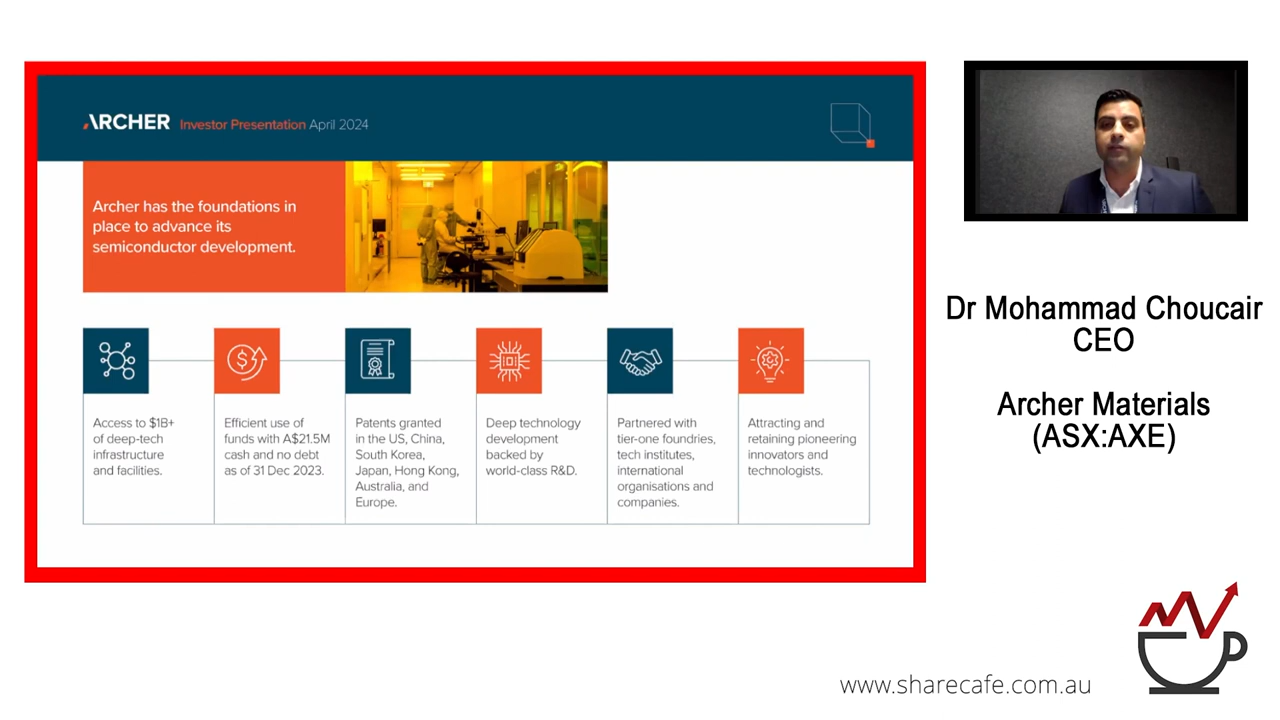 ARCHER Investor Presentation April 2024
Archer has the foundations in
place to advance its
semiconductor development.
Access to $1B+
of deep-tech
infrastructure
and facilities.
Efficient use of
funds with A$21.5M
cash and no debt
as of 31 Dec 2023.
Patents granted
in the US, China,
South Korea,
Japan, Hong Kong,
Australia, and
Europe.
Deep technology
development
backed by
world-class R&D.
Partnered with
tier-one foundries,
tech institutes,
international
organisations and
companies.
Attracting and
retaining pioneering
innovators and
technologists.
Dr Mohammad Choucair
CEO
Archer Materials
(ASX:AXE)
www.sharecafe.com.au